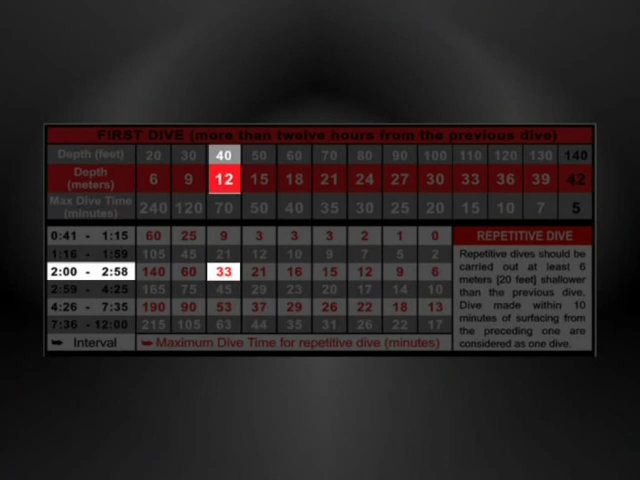 FIRST DIVE (more than twelve hours from the previous dive)
Depth (feet) 20 30 40 50 60 70 80 90 100 110 120 130 140
Depth (meters) 6 9 12 15 18 21 24 27 30 33 36 39 42
Max Dive Time (minutes) 240 120 70 50 40 35 30 25 20 15 10 7 5
0:41 - 1:15 60 25 9 3 3 3 2 1 0
1:16 - 1:59 105 45 21 12 10 9 7 5 2
2:00 - 2:58 140 60 33 21 16 15 12 9 6
2:59 - 4:25 165 75 45 29 23 20 17 14 10
4:26 - 7:35 190 90 53 37 29 26 22 18 13
7:36 - 12:00 215 105 63 44 35 31 26 22 17
Interval Maximum Dive Time for repetitive dive (minutes)
REPETITIVE DIVE
Repetitive dives should be
carried out at least 6
meters [20 feet] shallower
than the previous dive.
Dive made within 10
minutes of surfacing from
the preceding one are
considered as one dive.